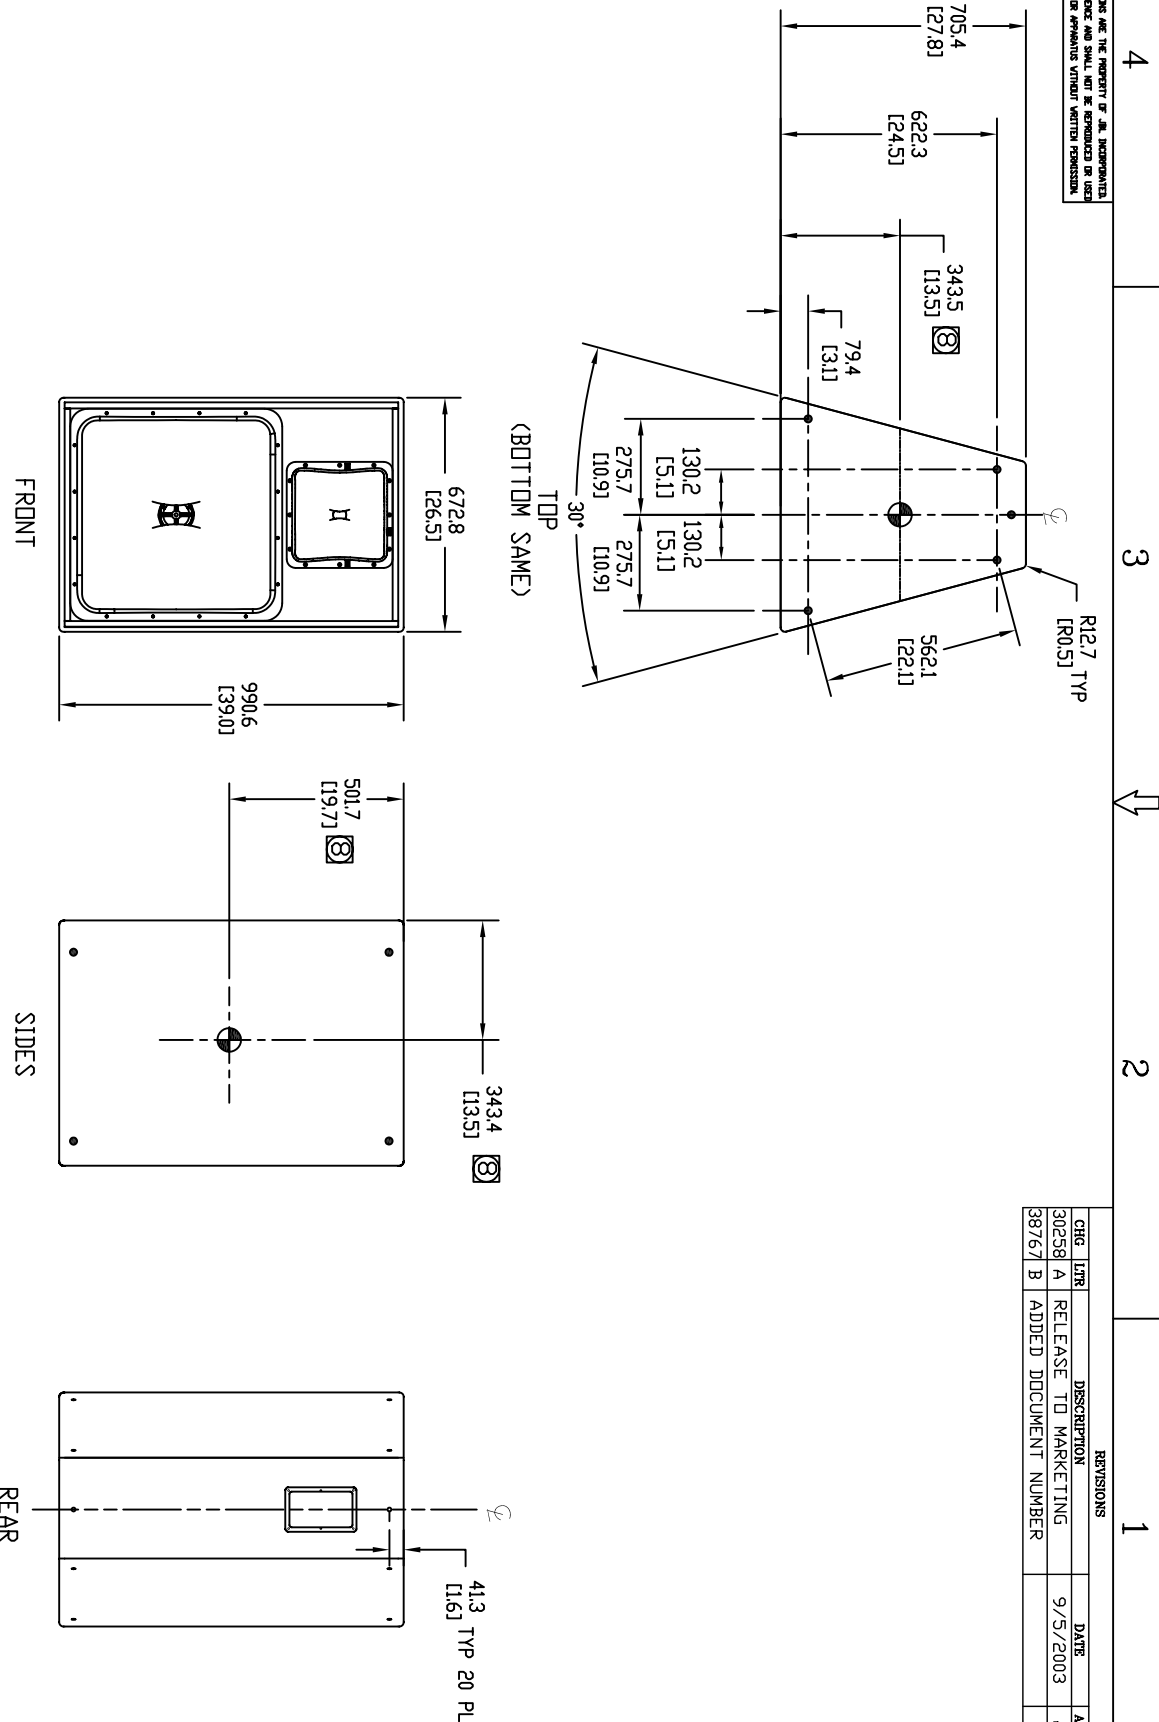 4
3
2
1
NS ARE THE PROPERTY OF JBL INCORPORATED,
ENCE AND SHALL NOT BE REPRODUCED OR USED
OR APPARATUS WITHOUT WRITTEN PERMISSION.
REVISIONS
CHG LTR DESCRIPTION DATE A
30258 A RELEASE TO MARKETING 9/5/2003
38767 B ADDED DOCUMENT NUMBER
705.4
[27.8]
622.3
[24.5]
343.5
[13.5] 8
79.4
[3.1]
R12.7 TYP
[R0.5]
562.1
[22.1]
130.2
[5.1]
130.2
[5.1]
275.7
[10.9]
275.7
[10.9]
30°
TOP
(BOTTOM SAME)
672.8
[26.5]
990.6
[39.0]
FRONT
501.7
[19.7] 8
343.4
[13.5] 8
SIDES
41.3
[1.6] TYP 20 PL
REAR